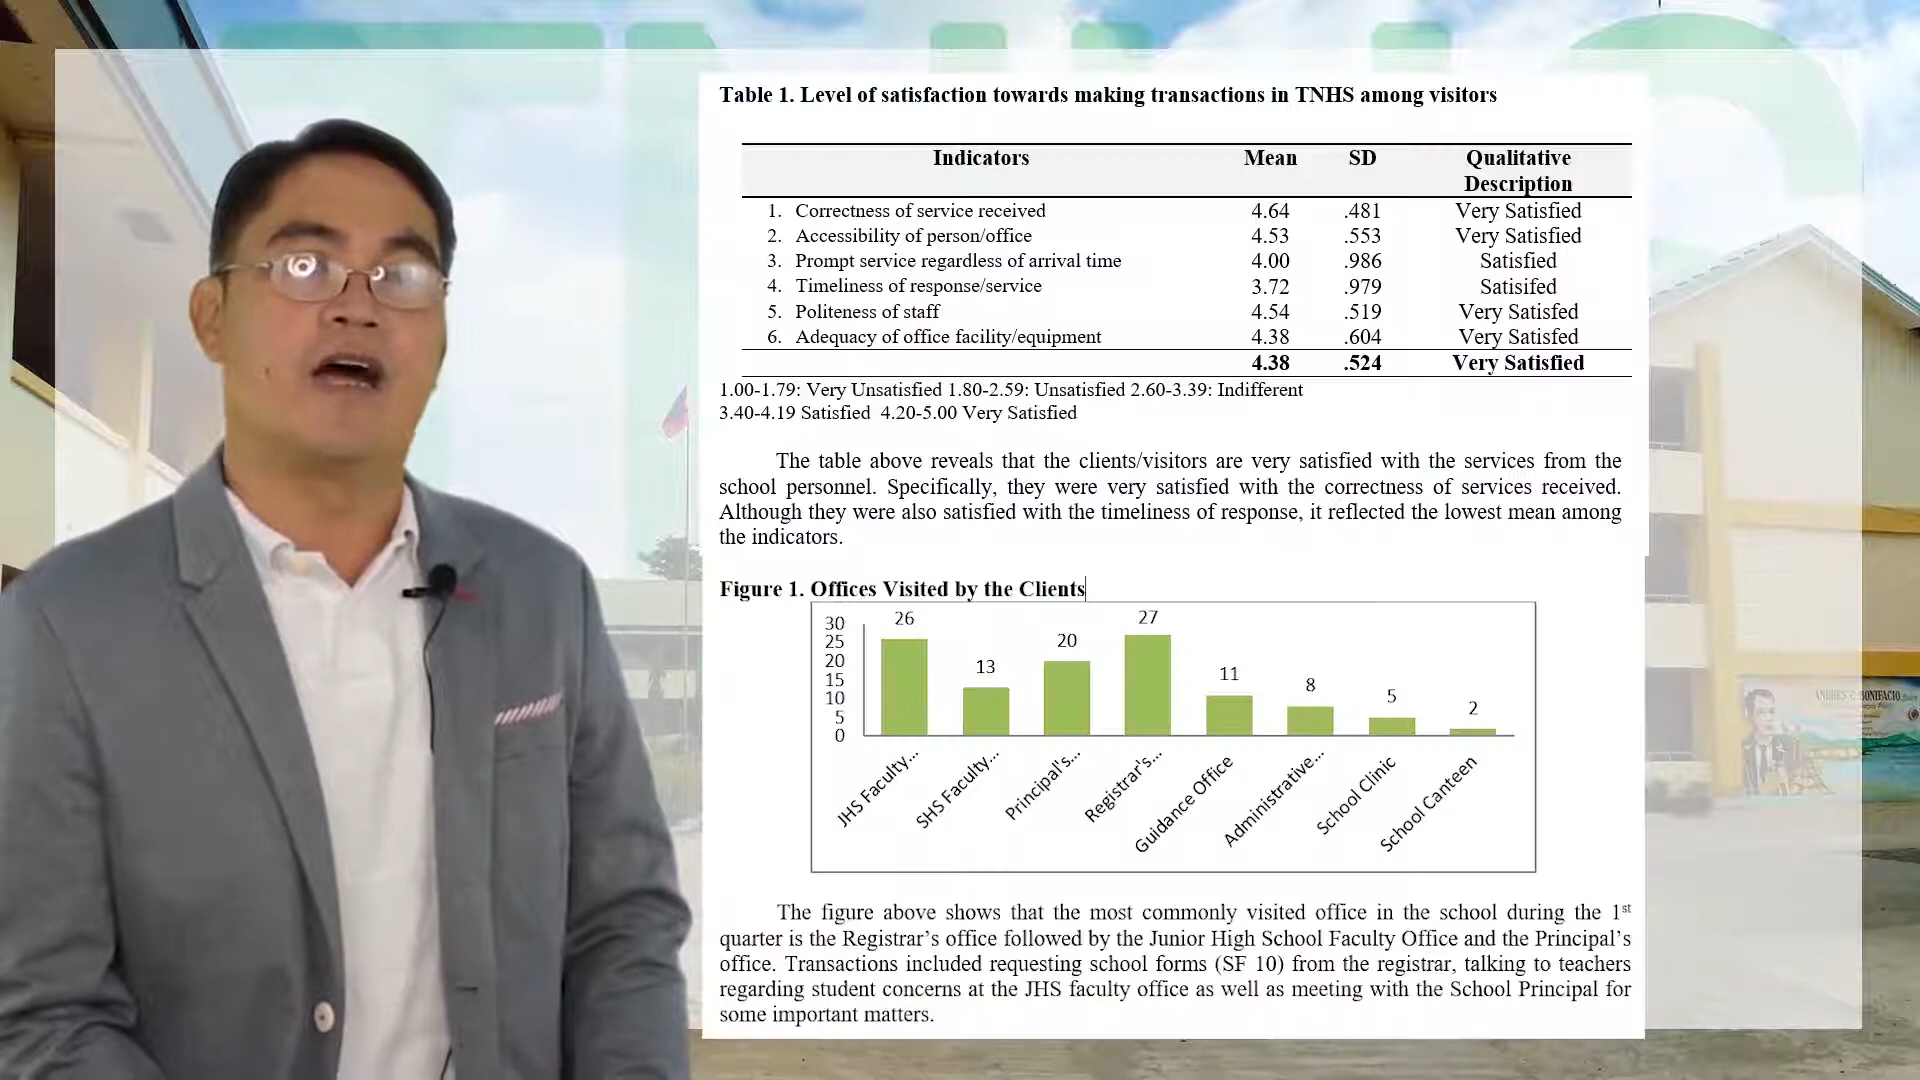 Table 1. Level of satisfaction towards making transactions in TNHS among visitors
Indicators Mean SD Qualitative Description
1. Correctness of service received 4.64 .481 Very Satisfied
2. Accessibility of person/office 4.53 .553 Very Satisfied
3. Prompt service regardless of arrival time 4.00 .986 Satisfied
4. Timeliness of response/service 3.72 .979 Satisifed
5. Politeness of staff 4.54 .519 Very Satisfed
6. Adequacy of office facility/equipment 4.38 .604 Very Satisfed
4.38 .524 Very Satisfied
1.00-1.79: Very Unsatisfied 1.80-2.59: Unsatisfied 2.60-3.39: Indifferent
3.40-4.19 Satisfied 4.20-5.00 Very Satisfied
The table above reveals that the clients/visitors are very satisfied with the services from the
school personnel. Specifically, they were very satisfied with the correctness of services received.
Although they were also satisfied with the timeliness of response, it reflected the lowest mean among
the indicators.
Figure 1. Offices Visited by the Clients
30
25
20
15
10
5
0
26
13
20
27
11
8
5
2
JHS Faculty...
SHS Faculty...
Principal's...
Registrar's...
Guidance Office
Administrative...
School Clinic
School Canteen
The figure above shows that the most commonly visited office in the school during the 1st
quarter is the Registrar's office followed by the Junior High School Faculty Office and the Principal's
office. Transactions included requesting school forms (SF 10) from the registrar, talking to teachers
regarding student concerns at the JHS faculty office as well as meeting with the School Principal for
some important matters.
ANDRES C. BONIFACIO